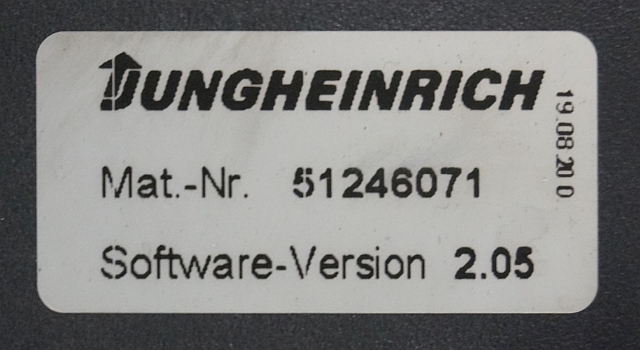 JUNGHEINRICH
Mat.-Nr. 51246071
Software-Version 2.05